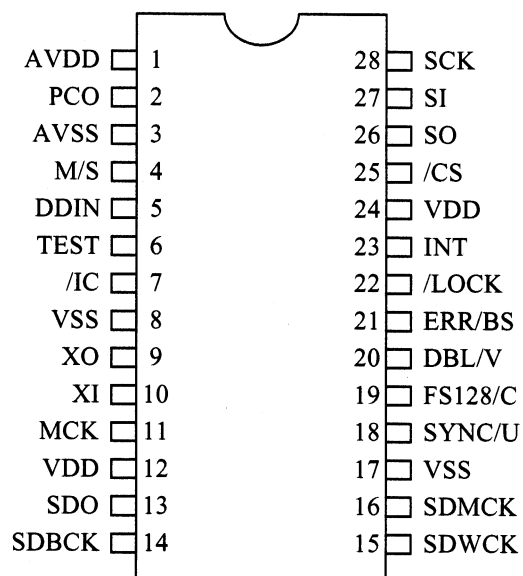 AVDD 1 28 SCK
PCO 2 27 SI
AVSS 3 26 SO
M/S 4 25 /CS
DDIN 5 24 VDD
TEST 6 23 INT
/IC 7 22 /LOCK
VSS 8 21 ERR/BS
XO 9 20 DBL/V
XI 10 19 FS128/C
MCK 11 18 SYNC/U
VDD 12 17 VSS
SDO 13 16 SDMCK
SDBCK 14 15 SDWCK